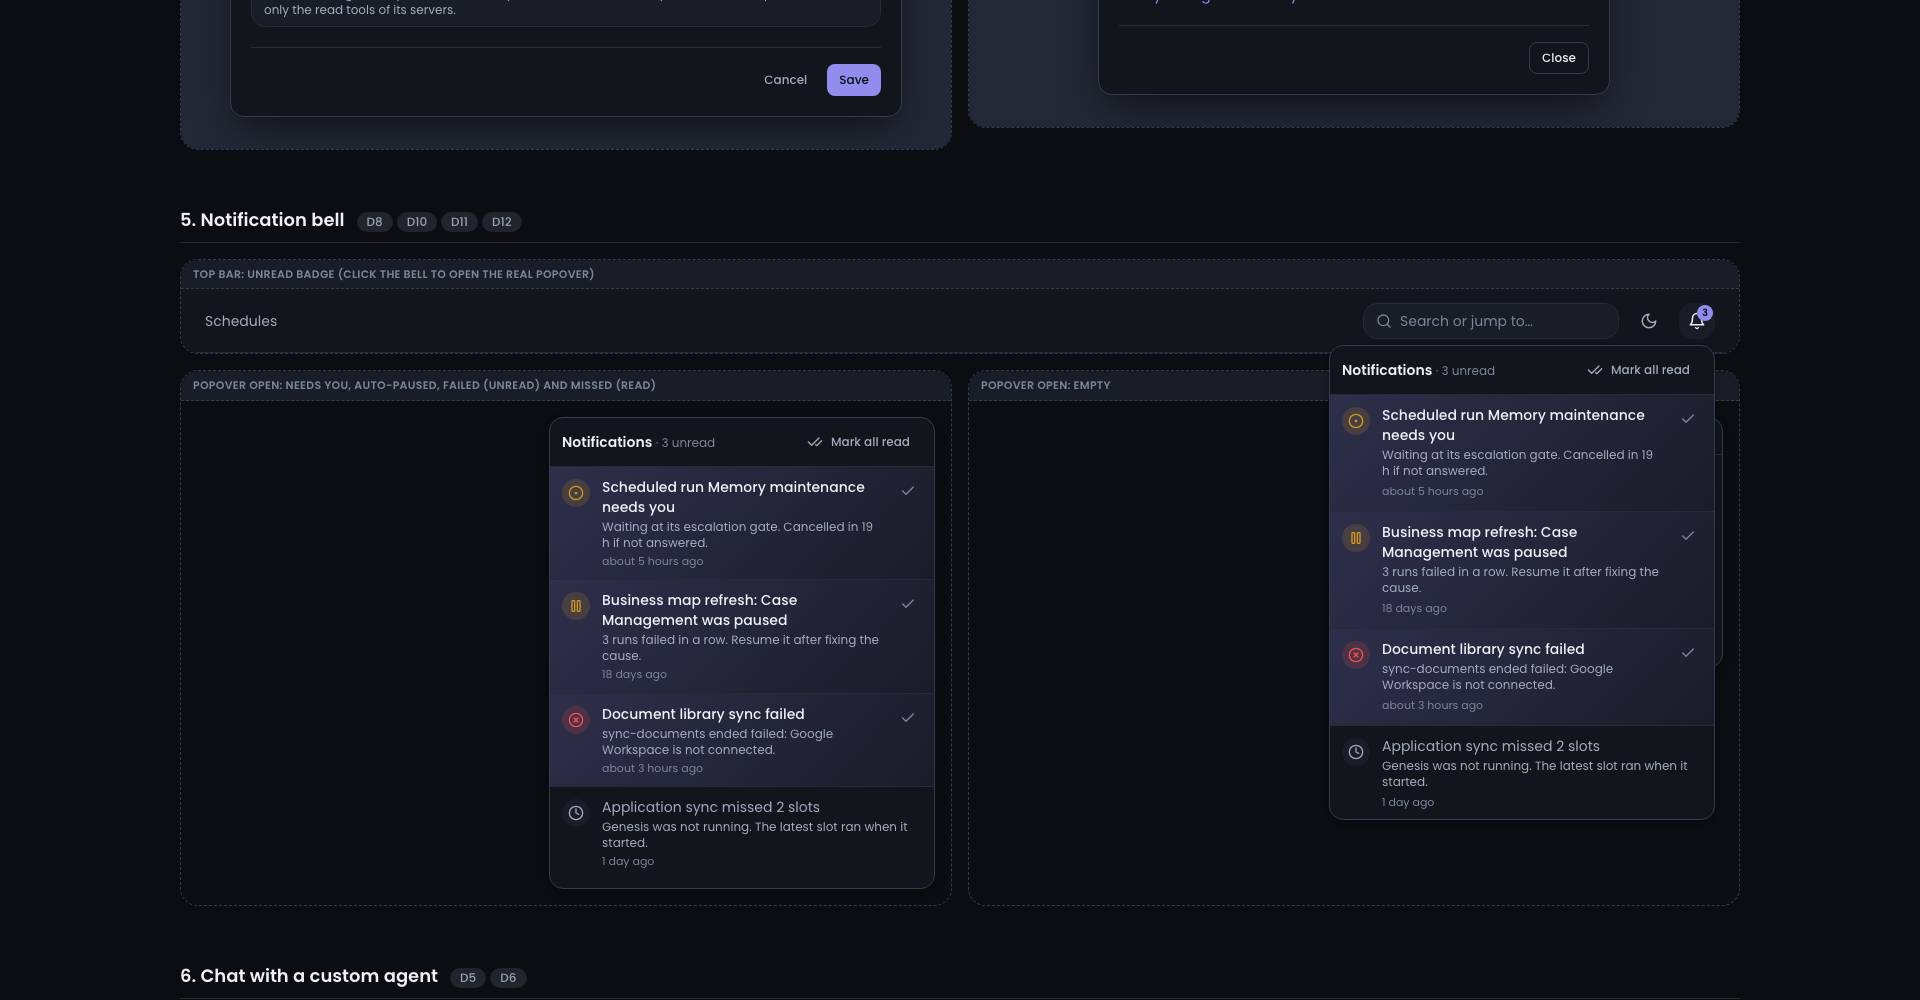 only the read tools of its servers.
Cancel
Save
Close
5. Notification bell
D8
D10
D11
D12
TOP BAR: UNREAD BADGE (CLICK THE BELL TO OPEN THE REAL POPOVER)
Schedules
Search or jump to...
3
POPOVER OPEN: NEEDS YOU, AUTO-PAUSED, FAILED (UNREAD) AND MISSED (READ)
Notifications · 3 unread
Mark all read
Scheduled run Memory maintenance
needs you
Waiting at its escalation gate. Cancelled in 19
h if not answered.
about 5 hours ago
Business map refresh: Case
Management was paused
3 runs failed in a row. Resume it after fixing the
cause.
18 days ago
Document library sync failed
sync-documents ended failed: Google
Workspace is not connected.
about 3 hours ago
Application sync missed 2 slots
Genesis was not running. The latest slot ran when it
started.
1 day ago
POPOVER OPEN: EMPTY
Notifications · 3 unread
Mark all read
Scheduled run Memory maintenance
needs you
Waiting at its escalation gate. Cancelled in 19
h if not answered.
about 5 hours ago
Business map refresh: Case
Management was paused
3 runs failed in a row. Resume it after fixing the
cause.
18 days ago
Document library sync failed
sync-documents ended failed: Google
Workspace is not connected.
about 3 hours ago
Application sync missed 2 slots
Genesis was not running. The latest slot ran when it
started.
1 day ago
6. Chat with a custom agent
D5
D6